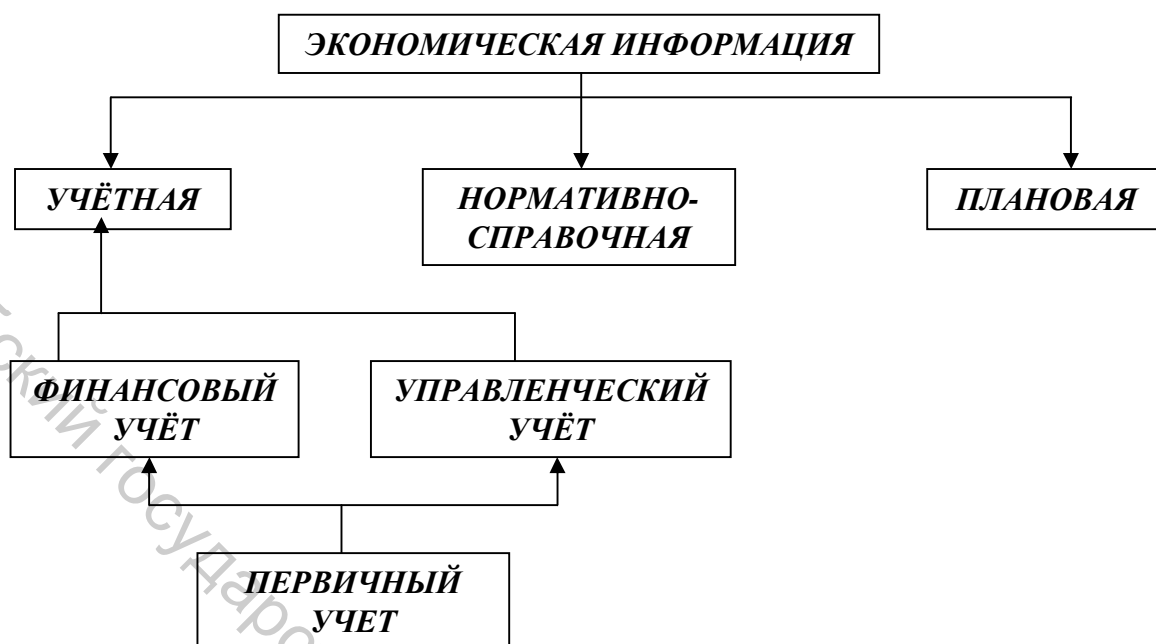 ЭКОНОМИЧЕСКАЯ ИНФОРМАЦИЯ
УЧЁТНАЯ
НОРМАТИВНО-
СПРАВОЧНАЯ
ПЛАНОВАЯ
ФИНАНСОВЫЙ
УЧЁТ
УПРАВЛЕНЧЕСКИЙ
УЧЁТ
ПЕРВИЧНЫЙ
УЧЕТ